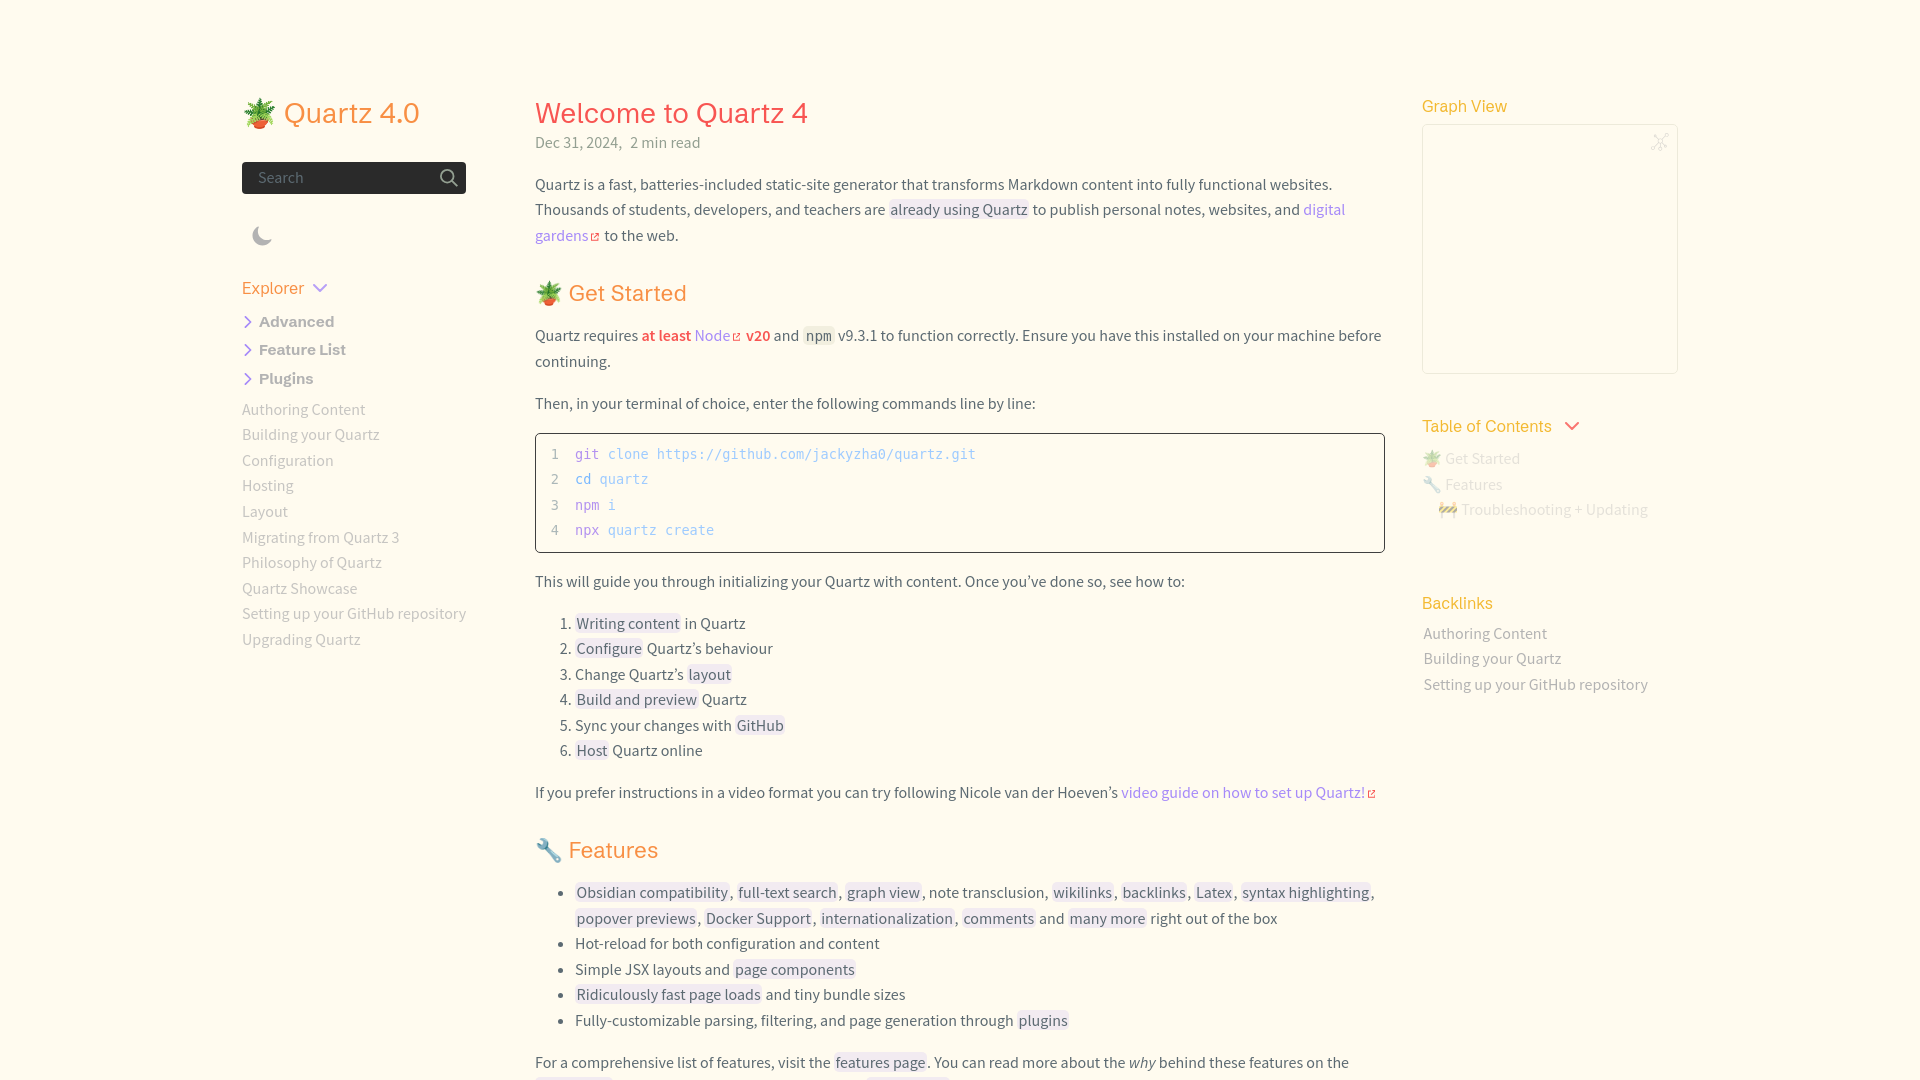 🪴 Quartz 4.0
Search
Explorer
Advanced
Feature List
Plugins
Authoring Content
Building your Quartz
Configuration
Hosting
Layout
Migrating from Quartz 3
Philosophy of Quartz
Quartz Showcase
Setting up your GitHub repository
Upgrading Quartz
Welcome to Quartz 4
Dec 31, 2024, 2 min read
Quartz is a fast, batteries-included static-site generator that transforms Markdown content into fully functional websites.
Thousands of students, developers, and teachers are already using Quartz to publish personal notes, websites, and digital
gardens to the web.
🪴 Get Started
Quartz requires at least Node v20 and npm v9.3.1 to function correctly. Ensure you have this installed on your machine before
continuing.
Then, in your terminal of choice, enter the following commands line by line:
1 git clone https://github.com/jackyzha0/quartz.git
2 cd quartz
3 npm i
4 npx quartz create
This will guide you through initializing your Quartz with content. Once you’ve done so, see how to:
1. Writing content in Quartz
2. Configure Quartz’s behaviour
3. Change Quartz’s layout
4. Build and preview Quartz
5. Sync your changes with GitHub
6. Host Quartz online
If you prefer instructions in a video format you can try following Nicole van der Hoeven’s video guide on how to set up Quartz!
🔧 Features
• Obsidian compatibility, full-text search, graph view, note transclusion, wikilinks, backlinks, Latex, syntax highlighting,
popover previews, Docker Support, internationalization, comments and many more right out of the box
• Hot-reload for both configuration and content
• Simple JSX layouts and page components
• Ridiculously fast page loads and tiny bundle sizes
• Fully-customizable parsing, filtering, and page generation through plugins
For a comprehensive list of features, visit the features page. You can read more about the why behind these features on the
Graph View
Table of Contents
🪴 Get Started
🔧 Features
🚧 Troubleshooting + Updating
Backlinks
Authoring Content
Building your Quartz
Setting up your GitHub repository